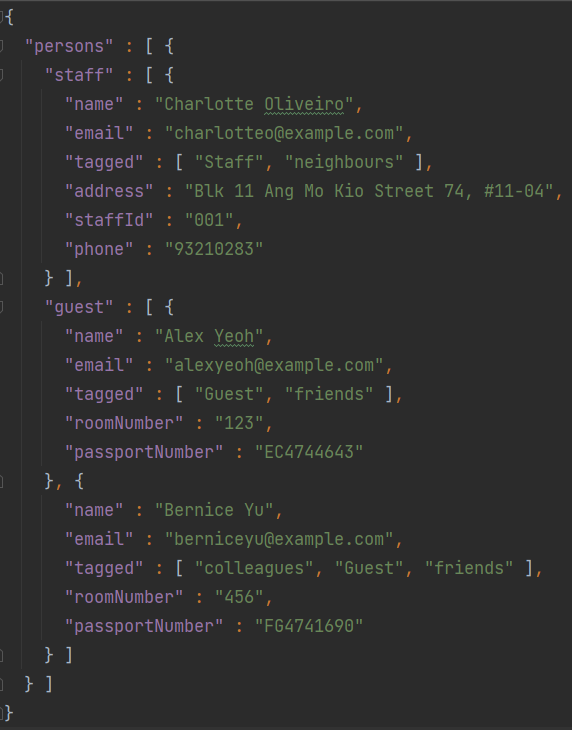 {
  "persons" : [ {
    "staff" : [ {
      "name" : "Charlotte Oliveiro",
      "email" : "charlotteo@example.com",
      "tagged" : [ "Staff", "neighbours" ],
      "address" : "Blk 11 Ang Mo Kio Street 74, #11-04",
      "staffId" : "001",
      "phone" : "93210283"
    } ],
    "guest" : [ {
      "name" : "Alex Yeoh",
      "email" : "alexyeoh@example.com",
      "tagged" : [ "Guest", "friends" ],
      "roomNumber" : "123",
      "passportNumber" : "EC4744643"
    }, {
      "name" : "Bernice Yu",
      "email" : "berniceyu@example.com",
      "tagged" : [ "colleagues", "Guest", "friends" ],
      "roomNumber" : "456",
      "passportNumber" : "FG4741690"
    } ]
  } ]
}